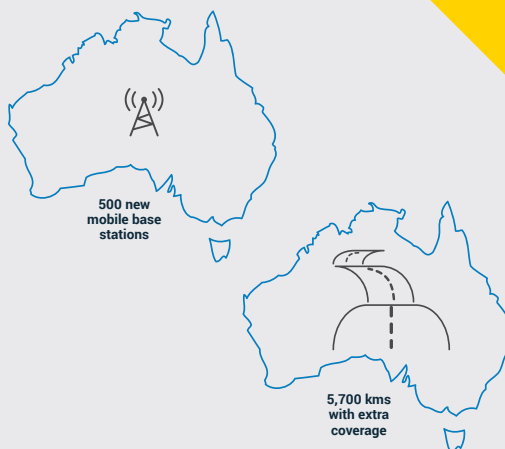 500 new
mobile base
stations
5,700 kms
with extra
coverage